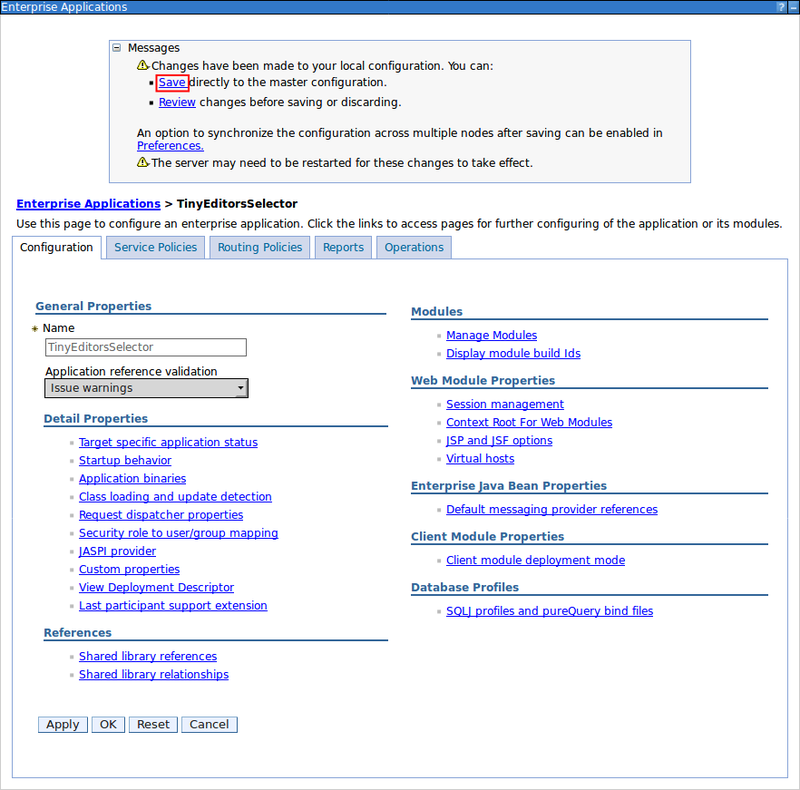 Enterprise Applications ? –
Messages
Changes have been made to your local configuration. You can:
Save directly to the master configuration.
Review changes before saving or discarding.
An option to synchronize the configuration across multiple nodes after saving can be enabled in
Preferences.
The server may need to be restarted for these changes to take effect.
Enterprise Applications > TinyEditorsSelector
Use this page to configure an enterprise application. Click the links to access pages for further configuring of the application or its modules.
Configuration Service Policies Routing Policies Reports Operations
General Properties
Name
TinyEditorsSelector
Application reference validation
Issue warnings
Detail Properties
Target specific application status
Startup behavior
Application binaries
Class loading and update detection
Request dispatcher properties
Security role to user/group mapping
JASPI provider
Custom properties
View Deployment Descriptor
Last participant support extension
References
Shared library references
Shared library relationships
Modules
Manage Modules
Display module build Ids
Web Module Properties
Session management
Context Root For Web Modules
JSP and JSF options
Virtual hosts
Enterprise Java Bean Properties
Default messaging provider references
Client Module Properties
Client module deployment mode
Database Profiles
SQLJ profiles and pureQuery bind files
Apply OK Reset Cancel